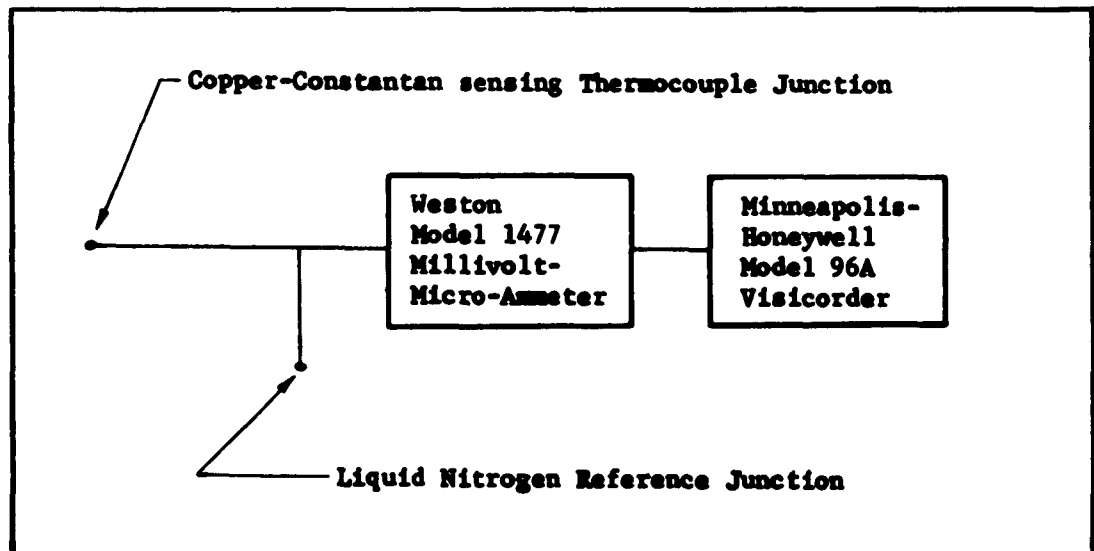 Copper-Constantan sensing Thermocouple Junction
Weston
Model 1477
Millivolt-
Micro-Ammeter
Minneapolis-
Honeywell
Model 96A
Visicorder
Liquid Nitrogen Reference Junction